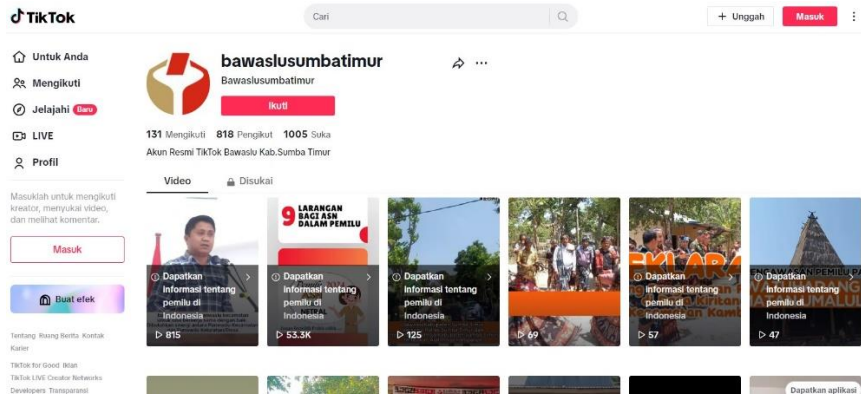 TikTok
Cari
+ Unggah
Masuk
Untuk Anda
Mengikuti
Jelajahi Baru
LIVE
Profil
Masuklah untuk mengikuti
kreator, menyukai video,
dan melihat komentar.
Masuk
Buat efek
Tentang Ruang Berita Kontak
Karier
TikTok for Good Iklan
TikTok LIVE Creator Networks
Developers Transparansi
bawaslusumbatimur
Bawaslusumbatimur
Ikuti
131 Mengikuti 818 Pengikut 1005 Suka
Akun Resmi TikTok Bawaslu Kab.Sumba Timur
Video
Disukai
Dapatkan
informasi tentang
pemilu di
Indonesia
815
9 LARANGAN
BAGI ASN
DALAM PEMILU
Dapatkan
informasi tentang
pemilu di
Indonesia
NETRAL
53.3K
Dapatkan
informasi tentang
pemilu di
Indonesia
125
69
Dapatkan
informasi tentang
pemilu di
Indonesia
57
Dapatkan
informasi tentang
pemilu di
Indonesia
47
Dapatkan aplikasi